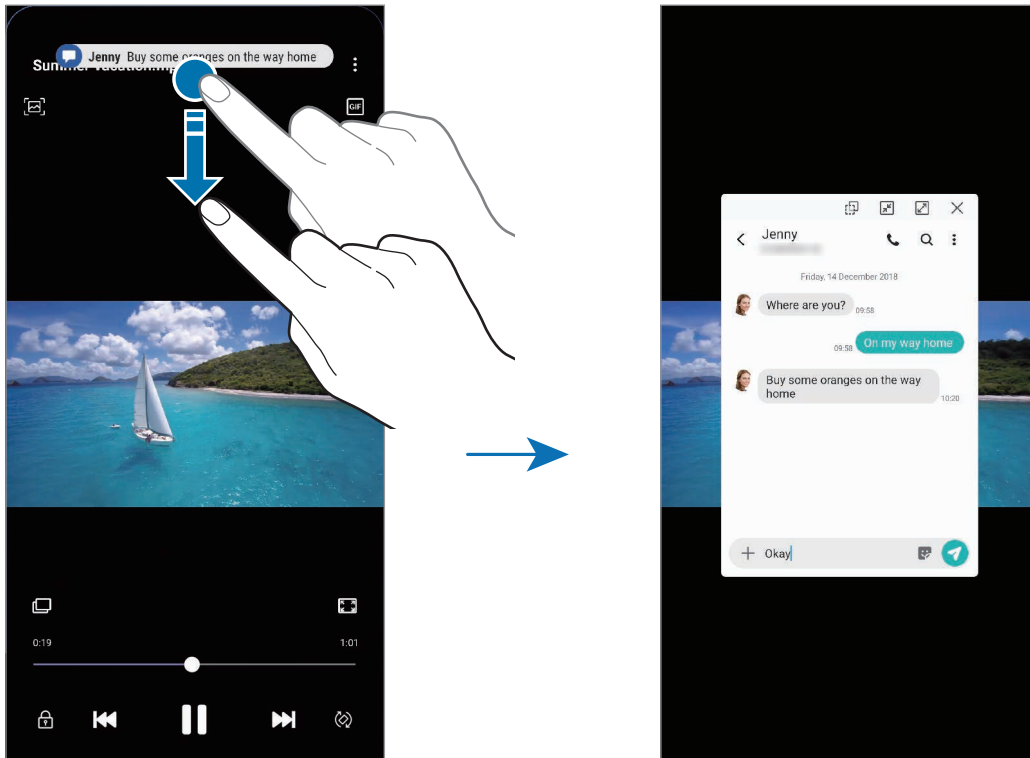 Jenny Buy some oranges on the way home
GIF
0:19
1:01
Jenny
Friday, 14 December 2018
Where are you?
09:58
09:58
On my way home
Buy some oranges on the way
home
10:20
Okay